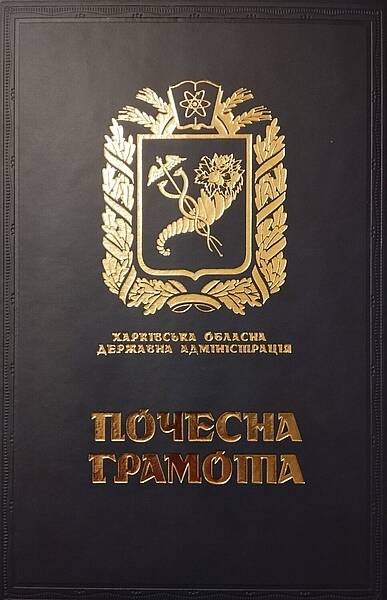 ХАРКІВСЬКА ОБЛАСНА
ДЕРЖАВНА АДМІНІСТРАЦІЯ
ПОЧЕСНА
ГРАМОТА